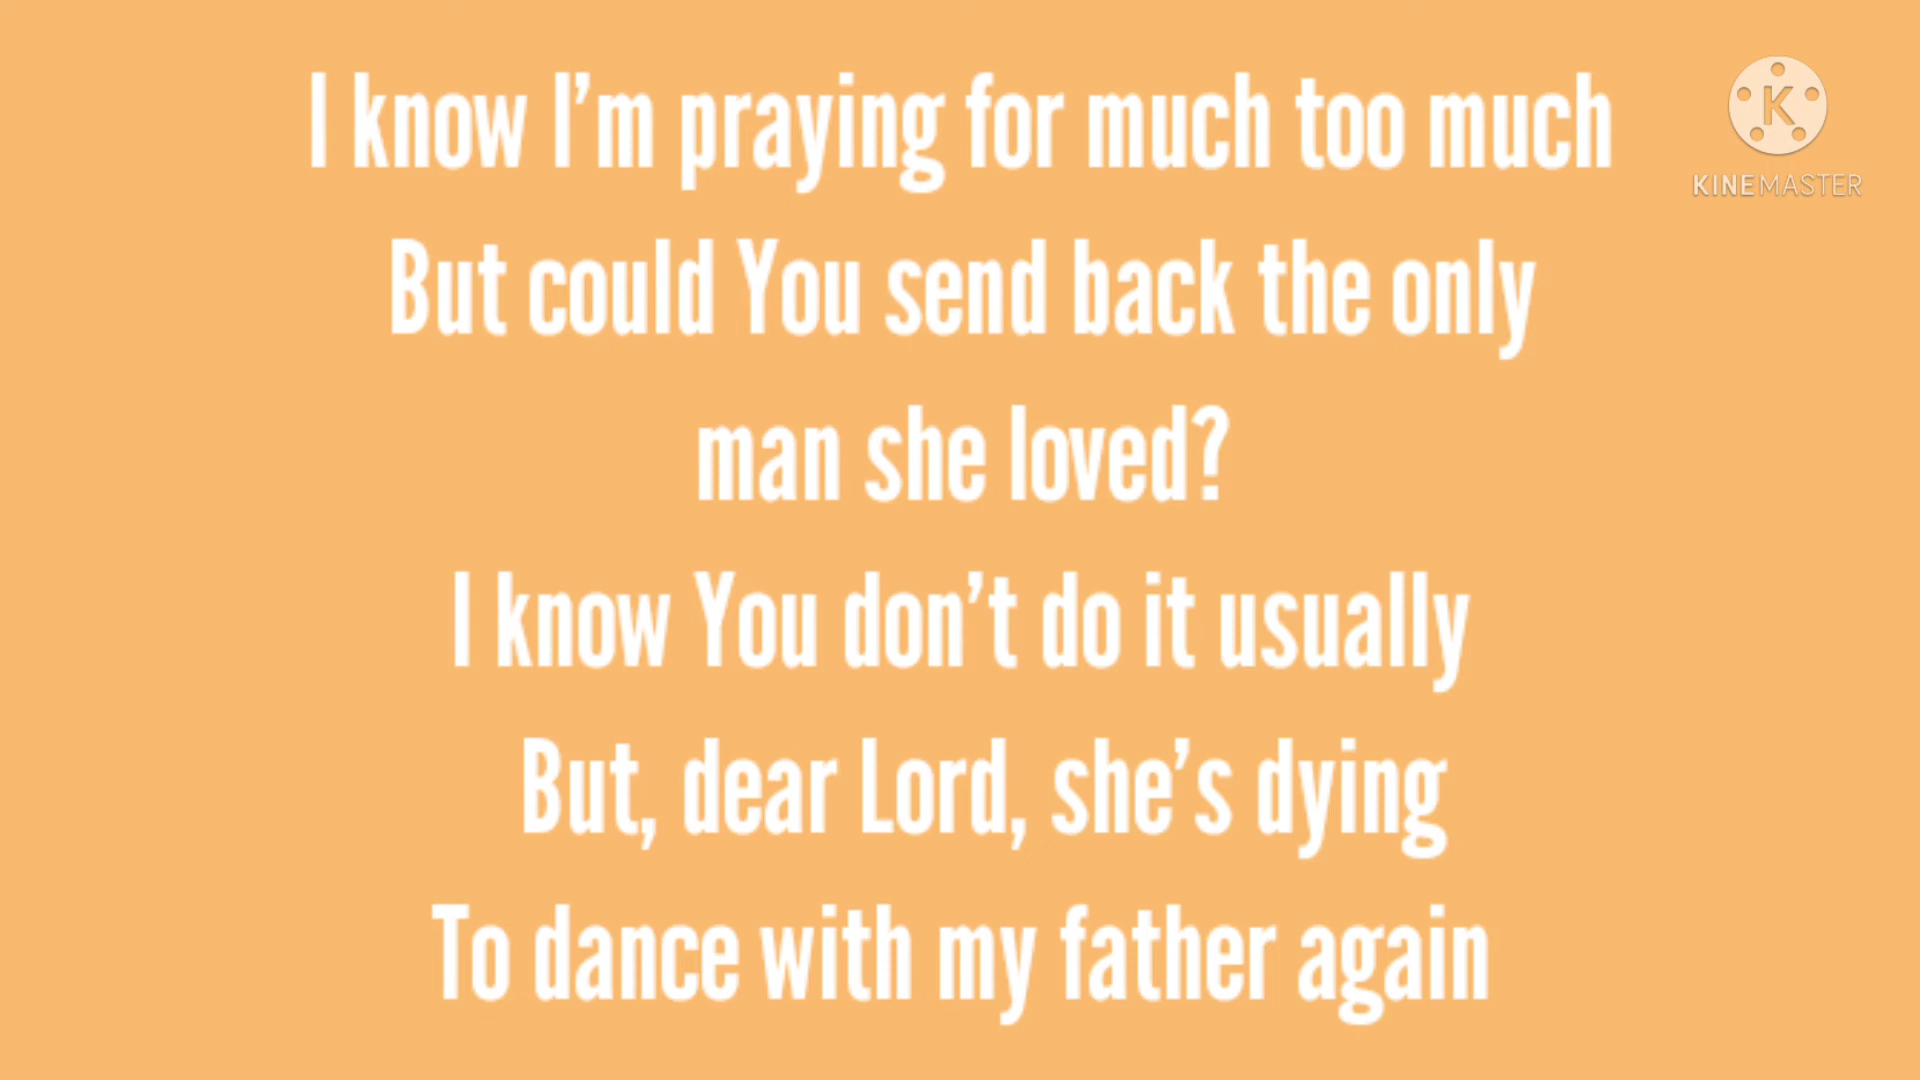 I know I’m praying for much too much
K
KINEMASTER
But could You send back the only
man she loved?
I know You don’t do it usually
But, dear Lord, she’s dying
To dance with my father again